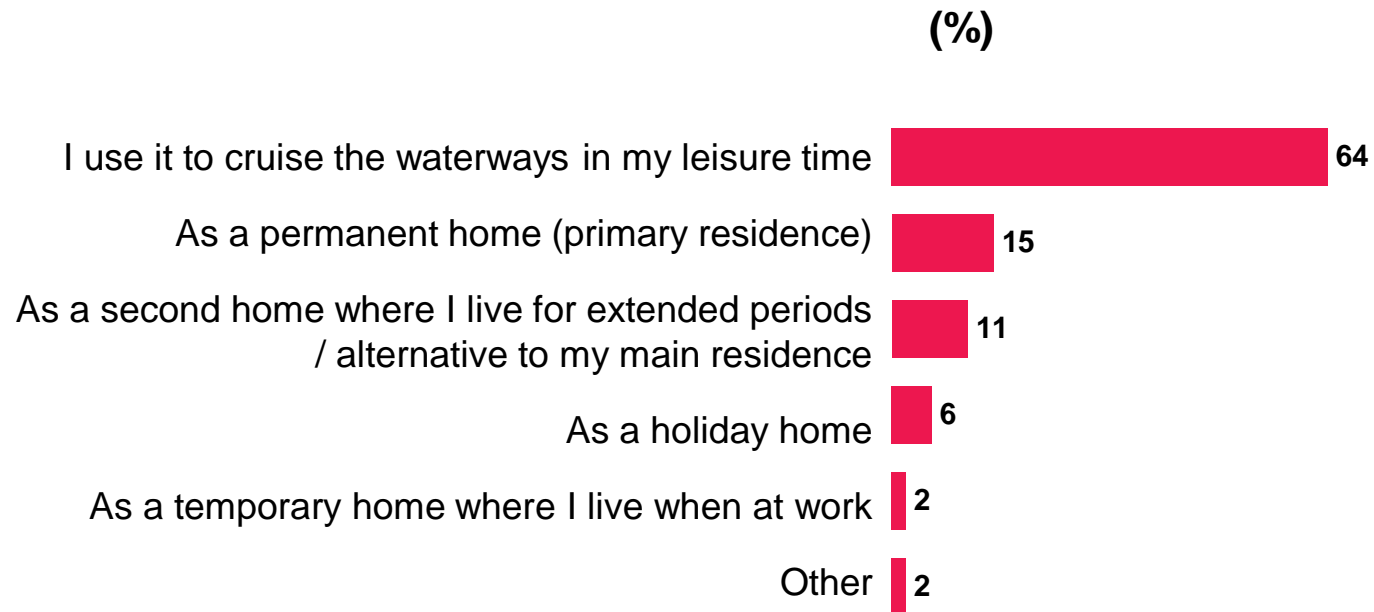 (%)
I use it to cruise the waterways in my leisure time 64
As a permanent home (primary residence) 15
As a second home where I live for extended periods
/ alternative to my main residence 11
As a holiday home 6
As a temporary home where I live when at work 2
Other 2